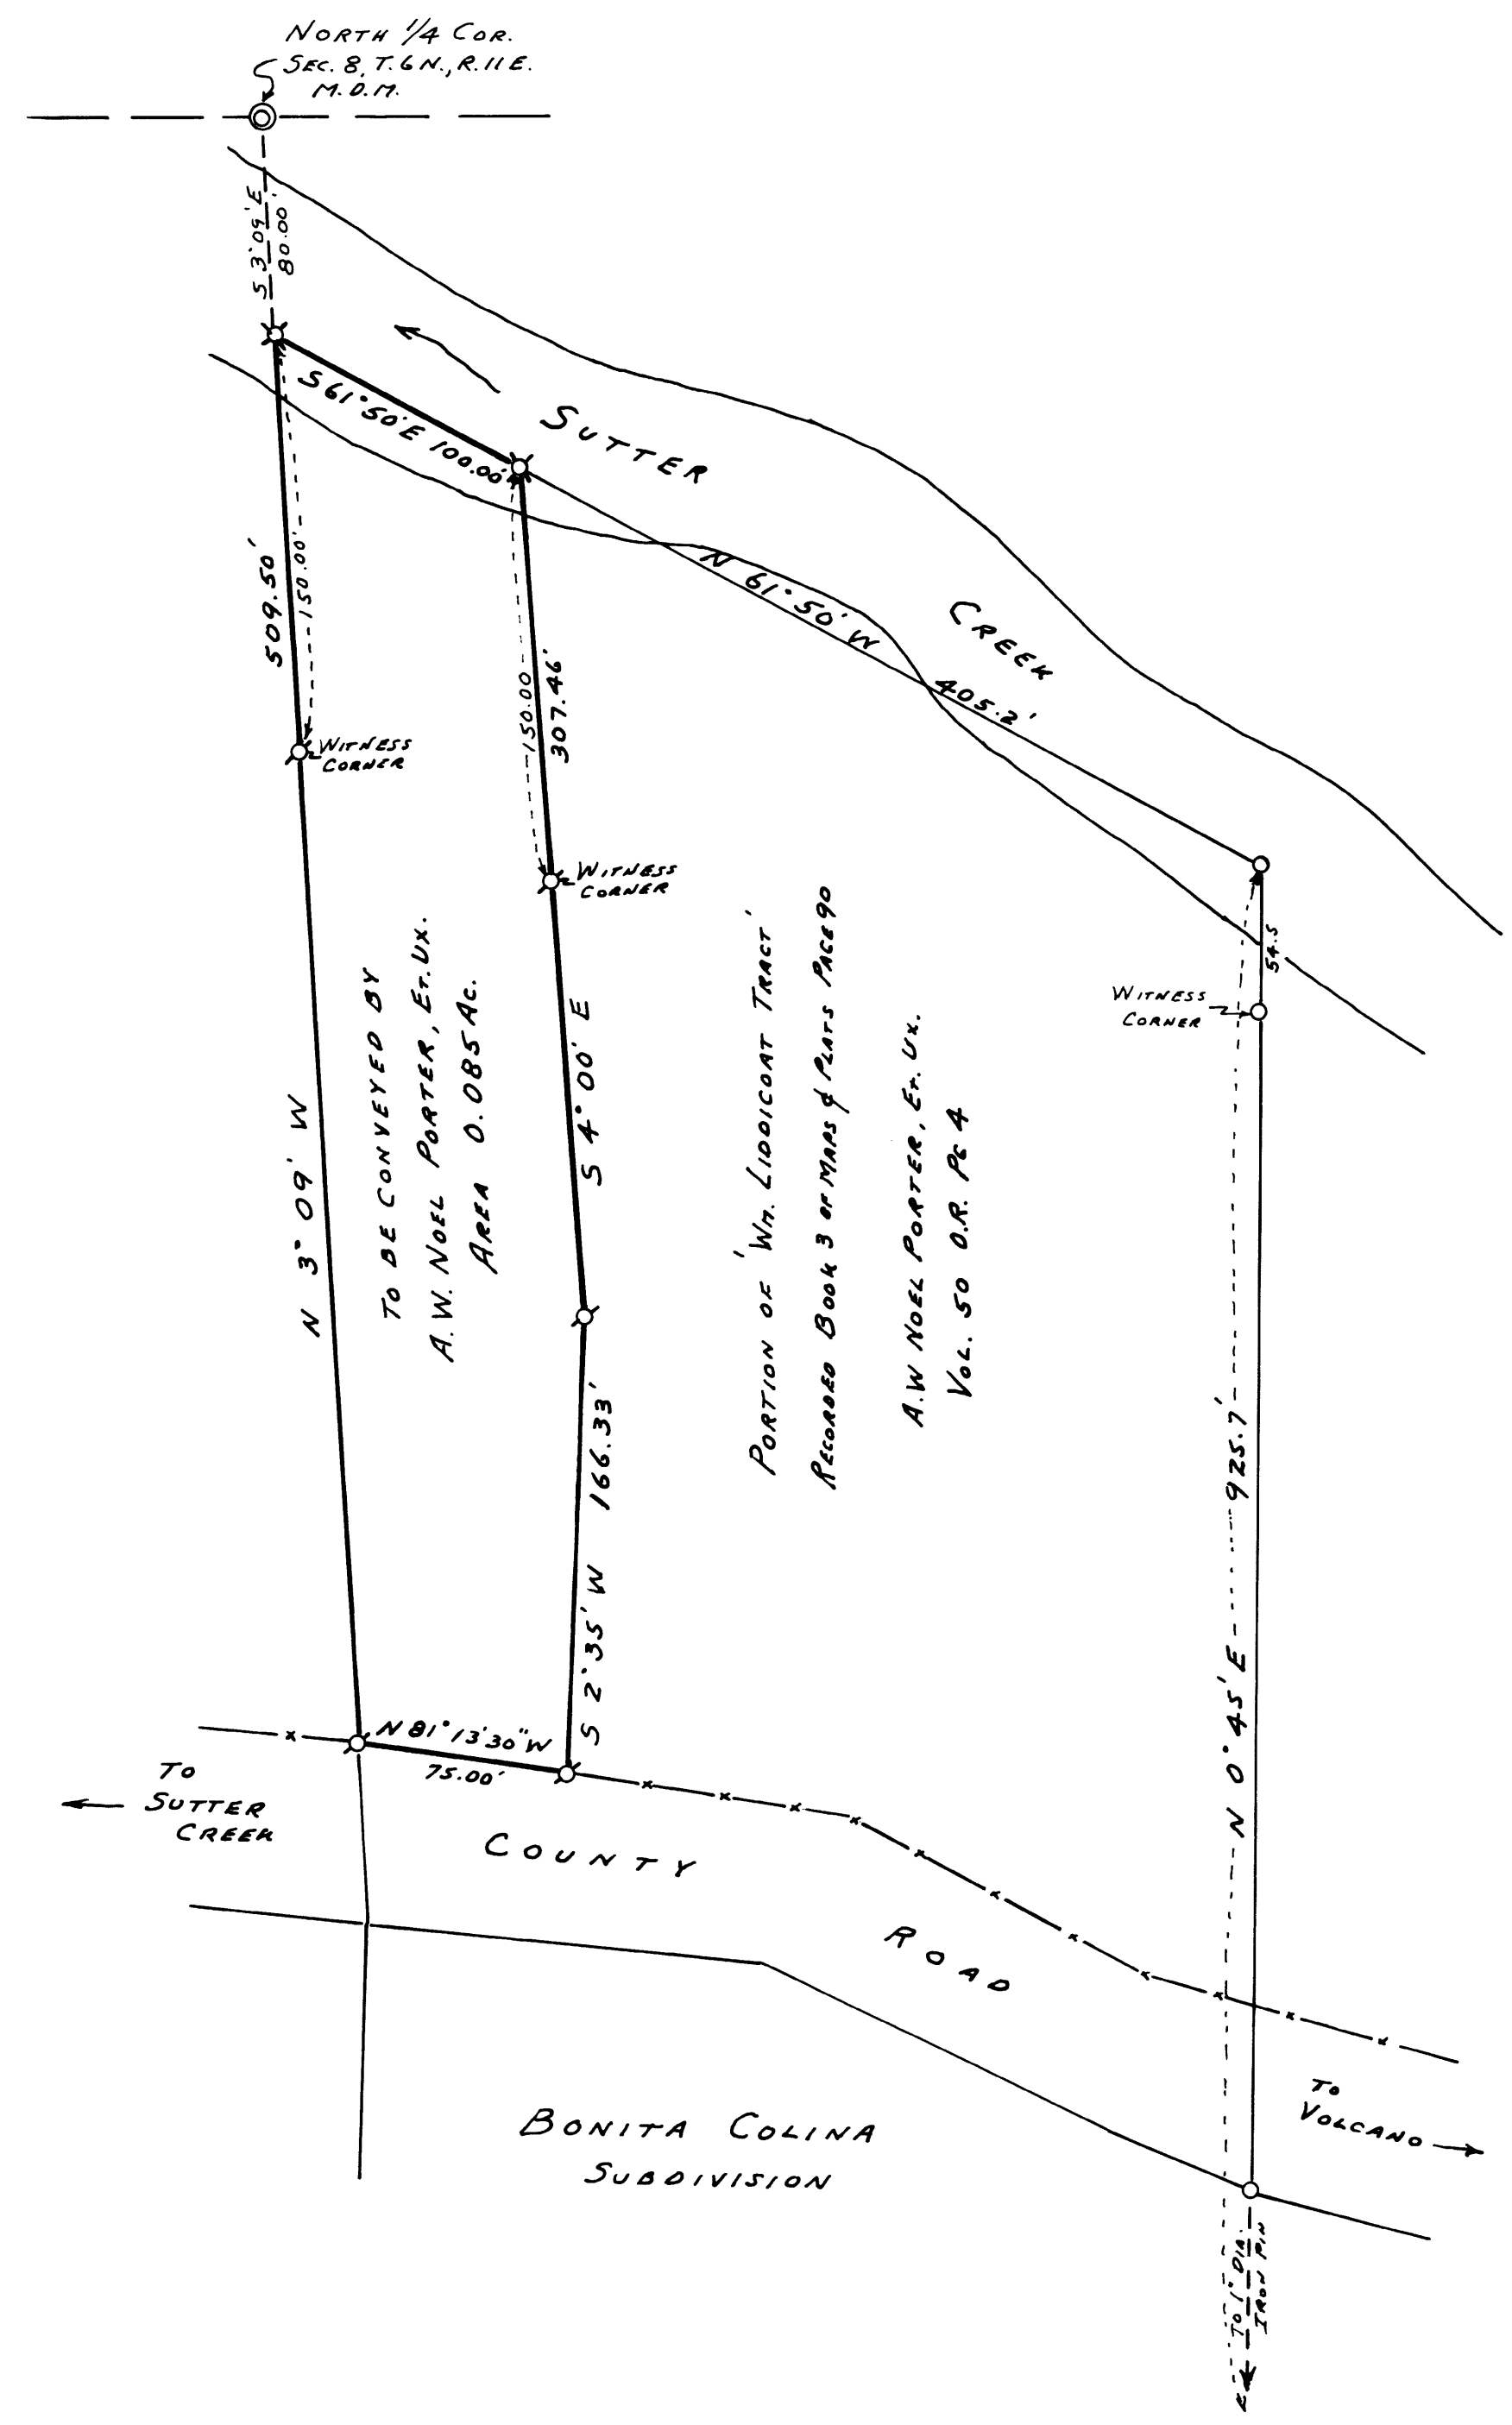 NORTH 1/4 COR.
SEC. 8, T.6N., R.11E.
M.D.M.
S 3°09' E
80.00'
S 61°50' E 100.00'
SUTTER
CREEK
N 61°50' W
405.2'
509.50'
150.00'
WITNESS
CORNER
150.00
307.46'
WITNESS
CORNER
54.5
WITNESS
CORNER
N 3° 09' W
TO BE CONVEYED BY
A.W. NOEL PORTER, ET. UX.
AREA 0.085 AC.
S 4° 00' E
PORTION OF 'WM. LIDDICOAT TRACT'
RECORDED BOOK 3 OF MAPS & PLATS PAGE 90
A.W NOEL PORTER, ET. UX.
VOL. 50 O.R. PG 4
S 2° 35' W 166.33'
N 0° 45' E 925.7'
N 81° 13' 30" W
75.00'
TO
SUTTER
CREEK
COUNTY
ROAD
TO
VOLCANO
BONITA COLINA
SUBDIVISION
TO 1" DIA.
IRON PIN